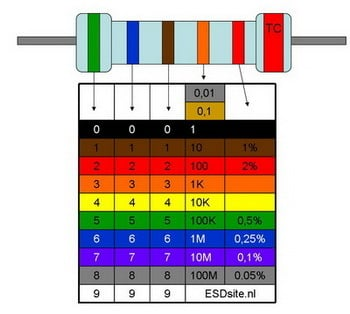 TC
0,01
0,1
0 0 0 1
1 1 1 10 1%
2 2 2 100 2%
3 3 3 1K
4 4 4 10K
5 5 5 100K 0,5%
6 6 6 1M 0,25%
7 7 7 10M 0,1%
8 8 8 100M 0.05%
9 9 9 ESDsite.nl